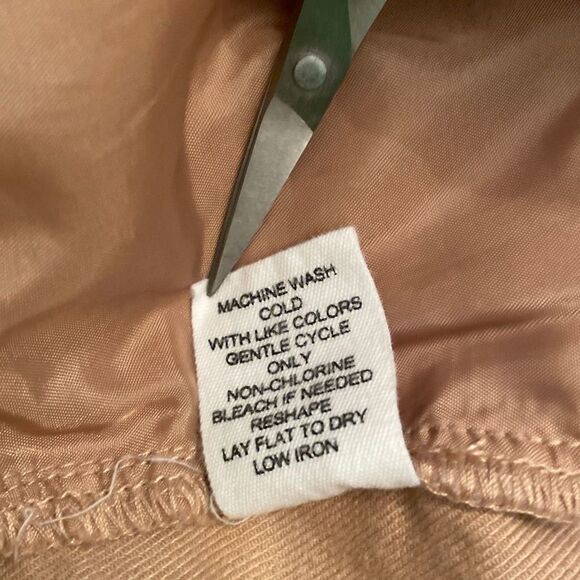 MACHINE WASH
COLD
WITH LIKE COLORS
GENTLE CYCLE
ONLY
NON-CHLORINE
BLEACH IF NEEDED
RESHAPE
LAY FLAT TO DRY
LOW IRON